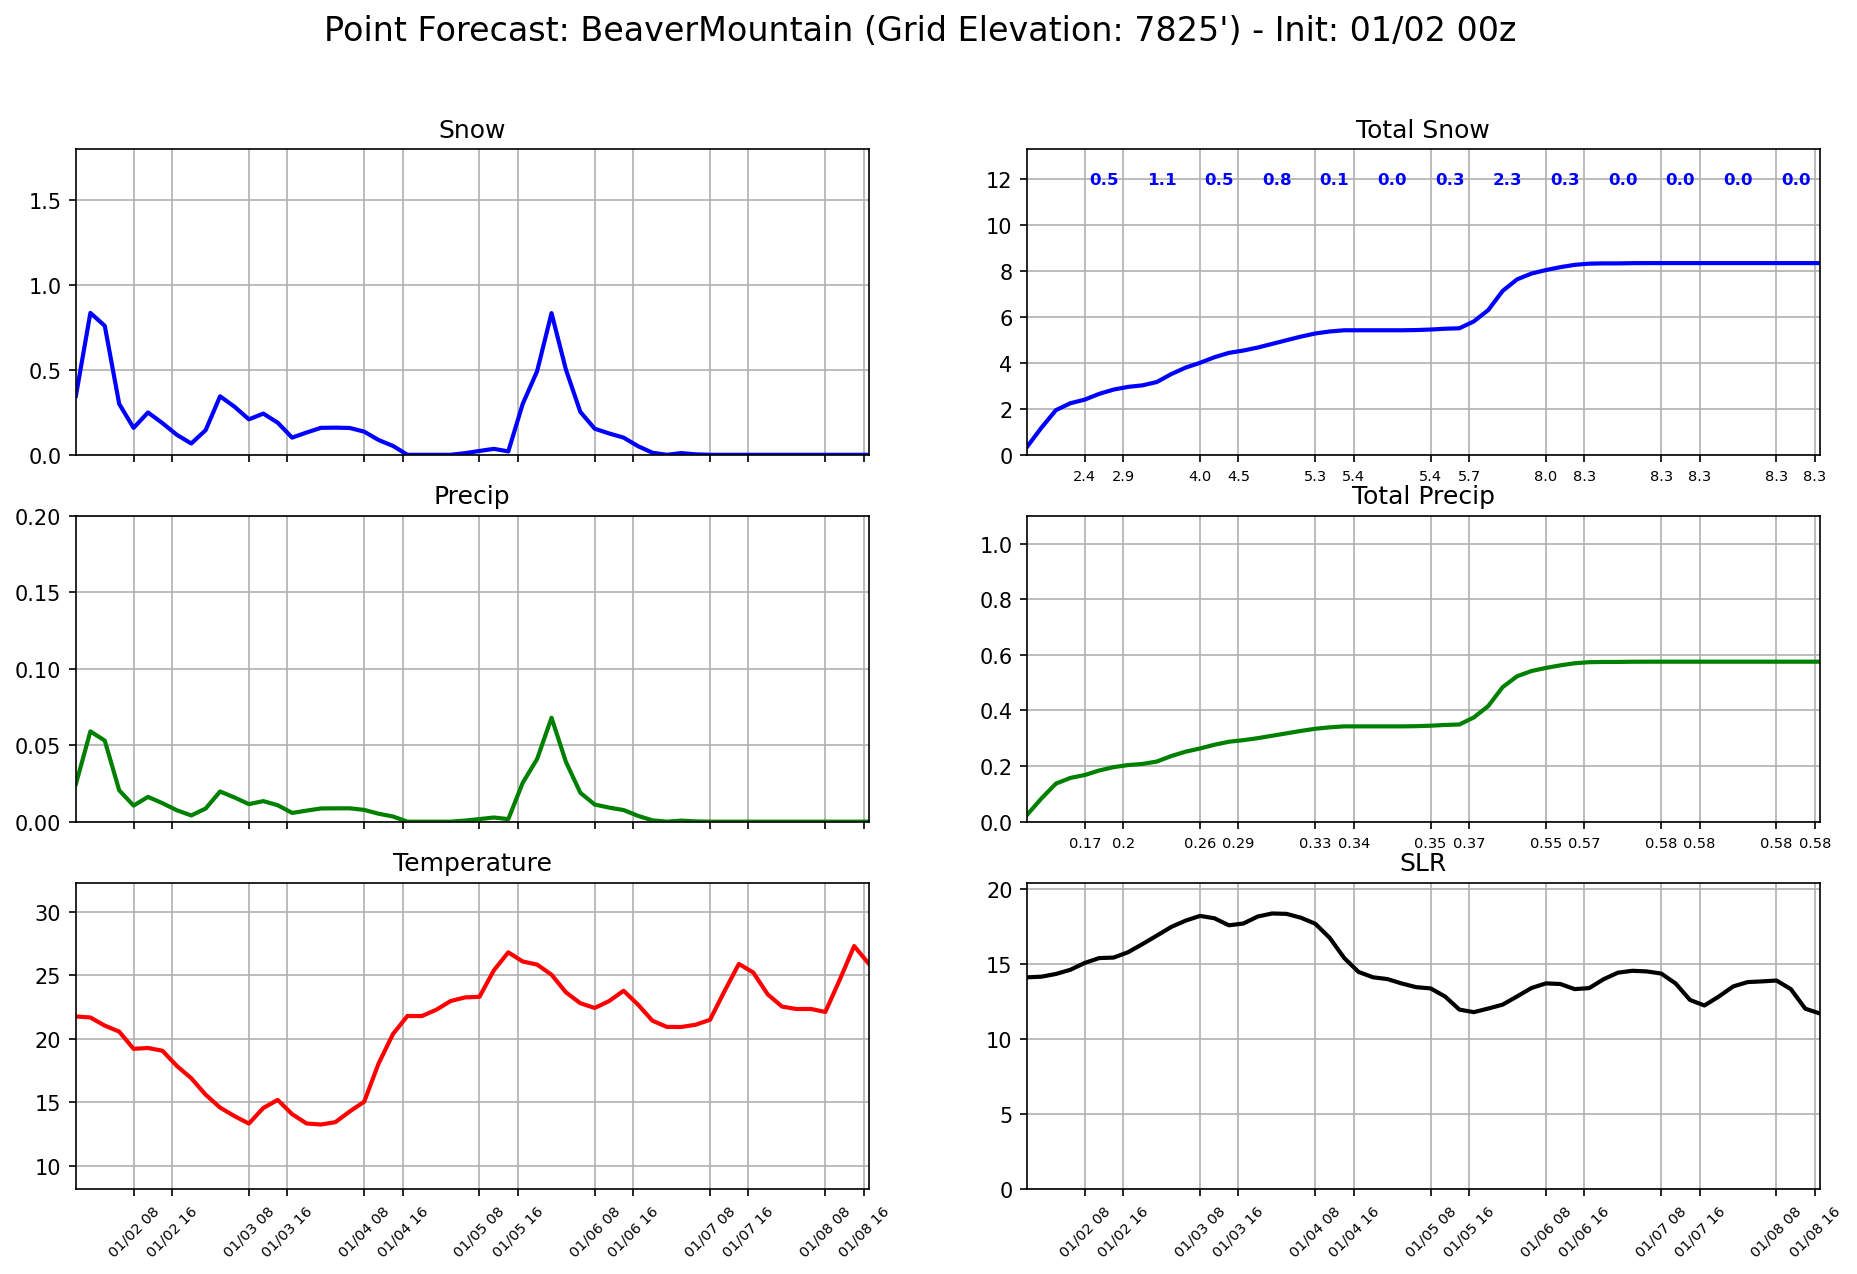 Point Forecast: BeaverMountain (Grid Elevation: 7825') - Init: 01/02 00z
Snow
1.5
1.0
0.5
0.0
Total Snow
0.5 1.1 0.5 0.8 0.1 0.0 0.3 2.3 0.3 0.0 0.0 0.0 0.0
12
10
8
6
4
2
0
2.4 2.9 4.0 4.5 5.3 5.4 5.4 5.7 8.0 8.3 8.3 8.3 8.3 8.3
Precip
0.20
0.15
0.10
0.05
0.00
Total Precip
1.0
0.8
0.6
0.4
0.2
0.0
0.17 0.2 0.26 0.29 0.33 0.34 0.35 0.37 0.55 0.57 0.58 0.58 0.58 0.58
Temperature
30
25
20
15
10
01/02 08 01/02 16 01/03 08 01/03 16 01/04 08 01/04 16 01/05 08 01/05 16 01/06 08 01/06 16 01/07 08 01/07 16 01/08 08 01/08 16
SLR
20
15
10
5
0
01/02 08 01/02 16 01/03 08 01/03 16 01/04 08 01/04 16 01/05 08 01/05 16 01/06 08 01/06 16 01/07 08 01/07 16 01/08 08 01/08 16